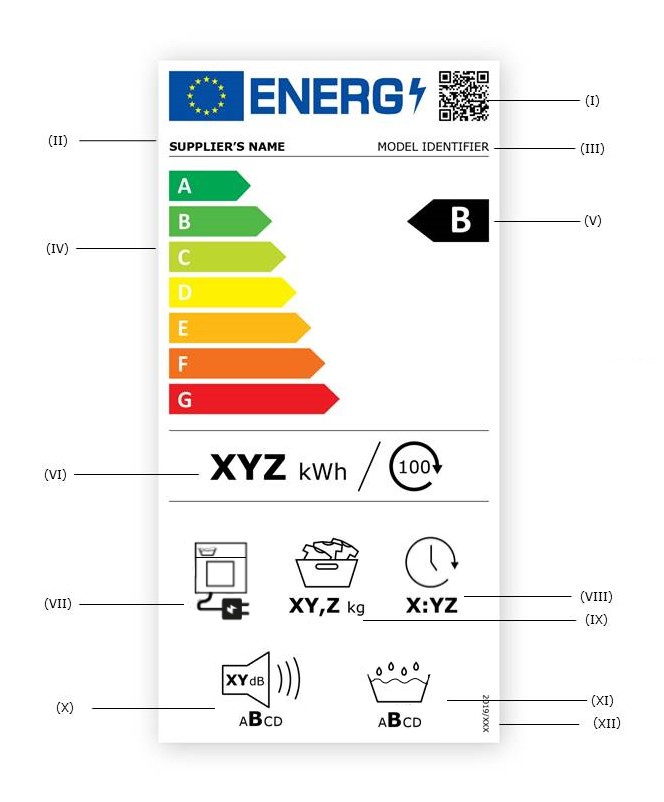 ENERG
(I)
(II)
SUPPLIER'S NAME MODEL IDENTIFIER
(III)
A
B
B
(V)
(IV)
C
D
E
F
G
(VI)
XYZ kWh / 100
(VII)
XY,Z kg
X:YZ
(VIII)
(IX)
XY dB
(X)
ABCD
ABCD
(XI)
2019/XXX
(XII)